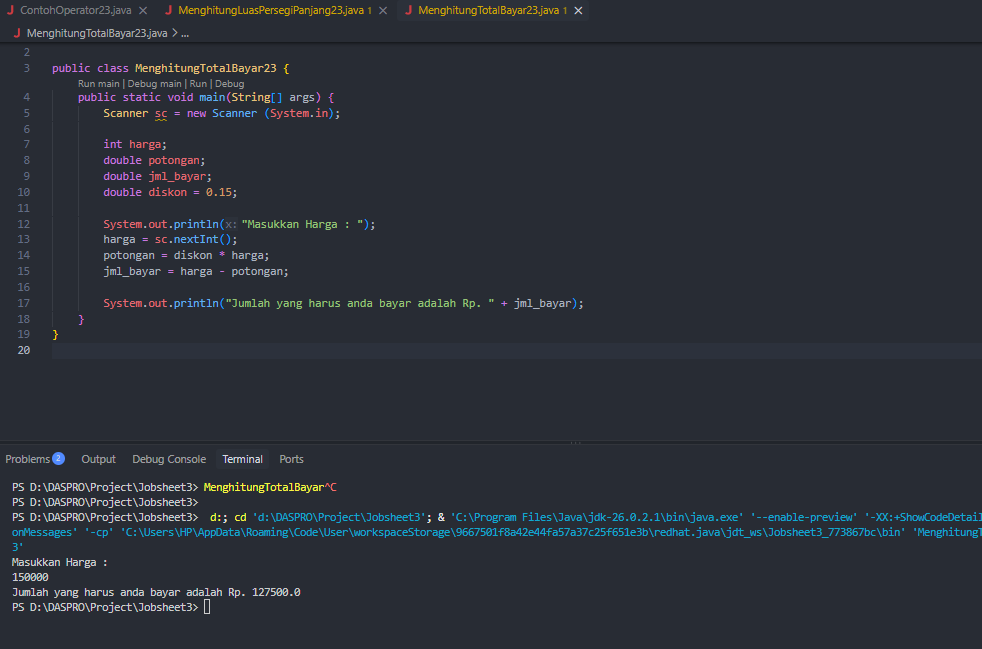 J ContohOperator23.java ×
J MenghitungLuasPersegiPanjang23.java 1 ×
J MenghitungTotalBayar23.java 1 ×
J MenghitungTotalBayar23.java > ...
2
3 public class MenghitungTotalBayar23 {
Run main | Debug main | Run | Debug
4 public static void main(String[] args) {
5 Scanner sc = new Scanner (System.in);
6
7 int harga;
8 double potongan;
9 double jml_bayar;
10 double diskon = 0.15;
11
12 System.out.println(x: "Masukkan Harga : ");
13 harga = sc.nextInt();
14 potongan = diskon * harga;
15 jml_bayar = harga - potongan;
16
17 System.out.println("Jumlah yang harus anda bayar adalah Rp. " + jml_bayar);
18 }
19 }
20
Problems 2 Output Debug Console Terminal Ports
PS D:\DASPRO\Project\Jobsheet3> MenghitungTotalBayar^C
PS D:\DASPRO\Project\Jobsheet3>
PS D:\DASPRO\Project\Jobsheet3> d:; cd 'd:\DASPRO\Project\Jobsheet3'; & 'C:\Program Files\Java\jdk-26.0.2.1\bin\java.exe' '--enable-preview' '-XX:+ShowCodeDetail
onMessages' '-cp' 'C:\Users\HP\AppData\Roaming\Code\User\workspaceStorage\9667501f8a42e44fa57a37c25f651e3b\redhat.java\jdt_ws\Jobsheet3_773867bc\bin' 'MenghitungT
3'
Masukkan Harga :
150000
Jumlah yang harus anda bayar adalah Rp. 127500.0
PS D:\DASPRO\Project\Jobsheet3>